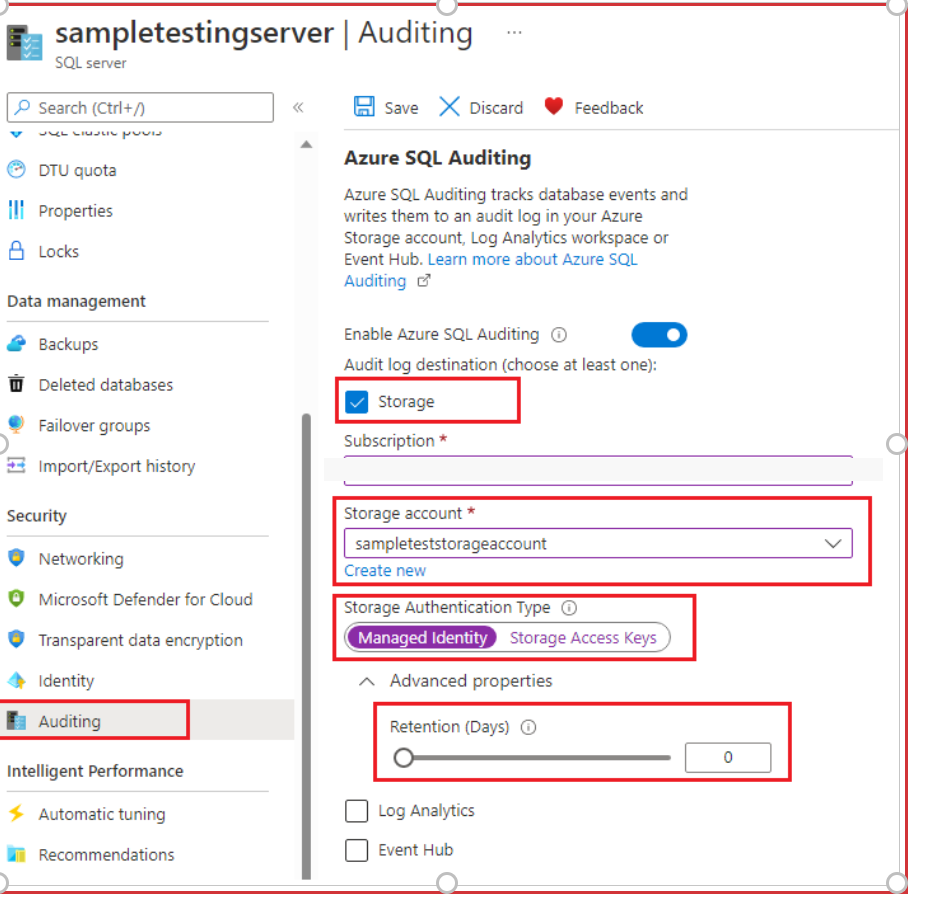 sampletestingserver | Auditing ...
SQL server
Search (Ctrl+/)
«
SQL elastic pools
DTU quota
Properties
Locks
Data management
Backups
Deleted databases
Failover groups
Import/Export history
Security
Networking
Microsoft Defender for Cloud
Transparent data encryption
Identity
Auditing
Intelligent Performance
Automatic tuning
Recommendations
Save Discard Feedback
Azure SQL Auditing
Azure SQL Auditing tracks database events and
writes them to an audit log in your Azure
Storage account, Log Analytics workspace or
Event Hub. Learn more about Azure SQL
Auditing
Enable Azure SQL Auditing
Audit log destination (choose at least one):
Storage
Subscription *
Storage account *
sampleteststorageaccount
Create new
Storage Authentication Type
Managed Identity Storage Access Keys
Advanced properties
Retention (Days)
0
Log Analytics
Event Hub